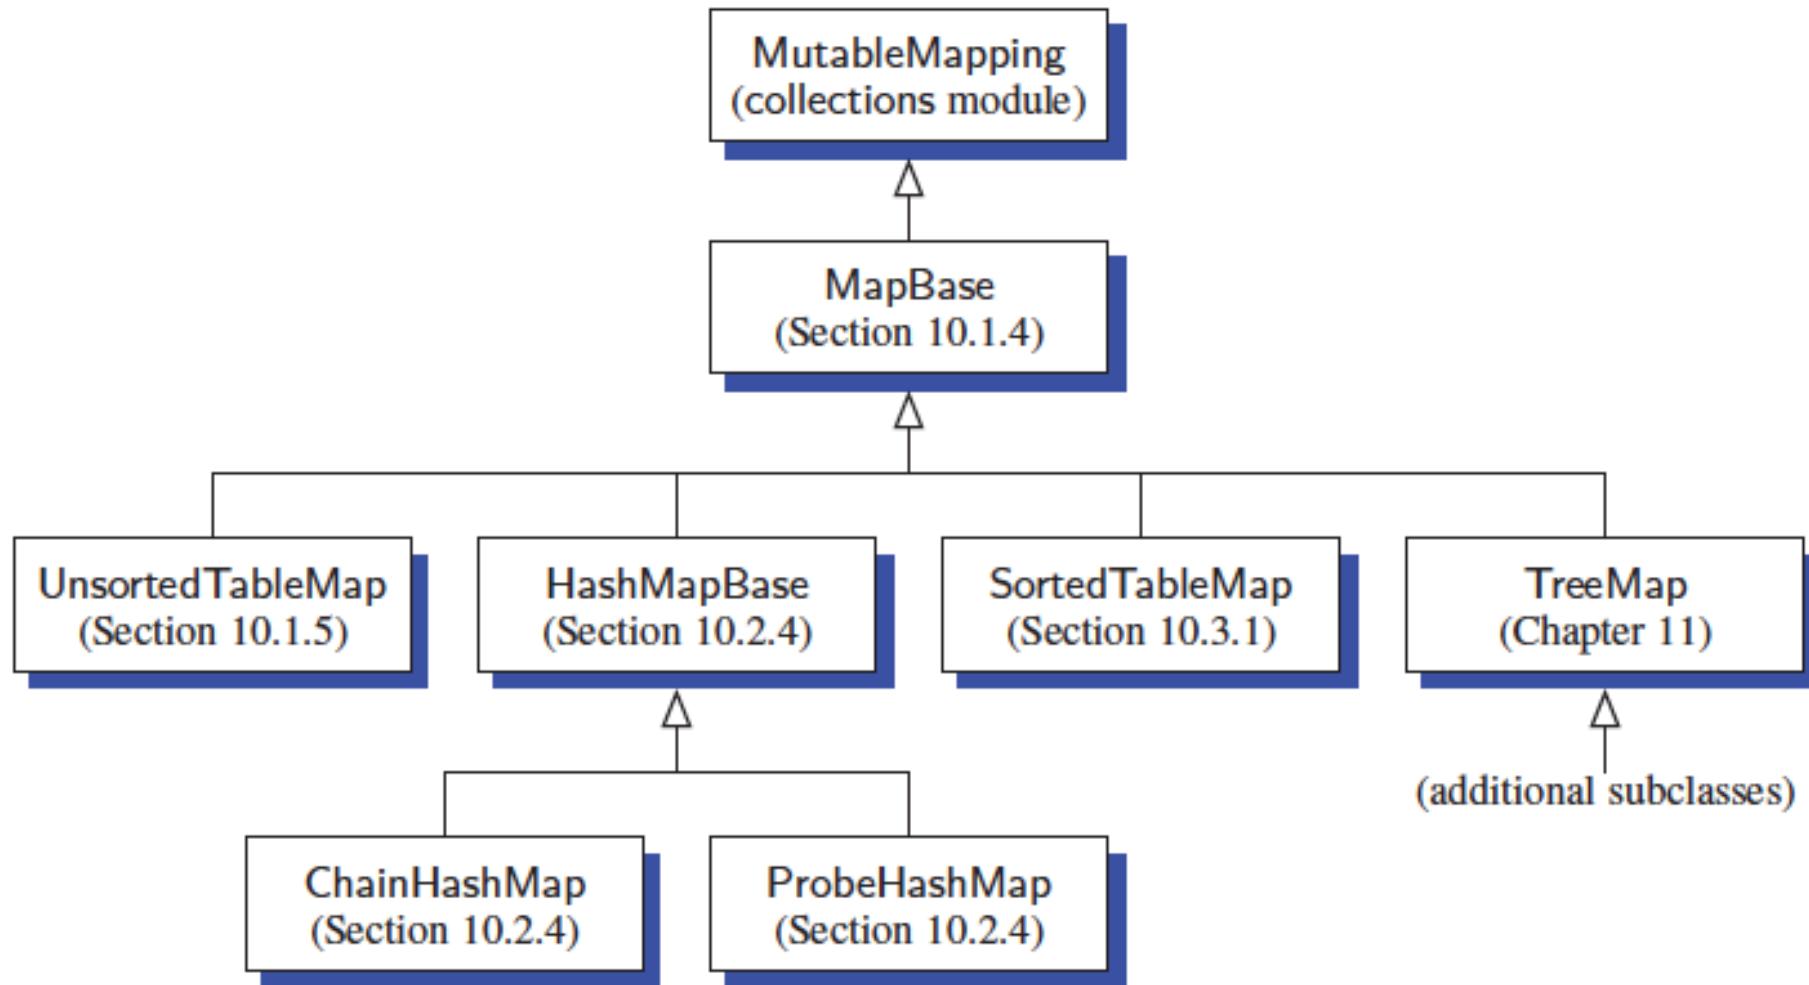 MutableMapping
(collections module)
MapBase
(Section 10.1.4)
UnsortedTableMap
(Section 10.1.5)
HashMapBase
(Section 10.2.4)
SortedTableMap
(Section 10.3.1)
TreeMap
(Chapter 11)
(additional subclasses)
ChainHashMap
(Section 10.2.4)
ProbeHashMap
(Section 10.2.4)